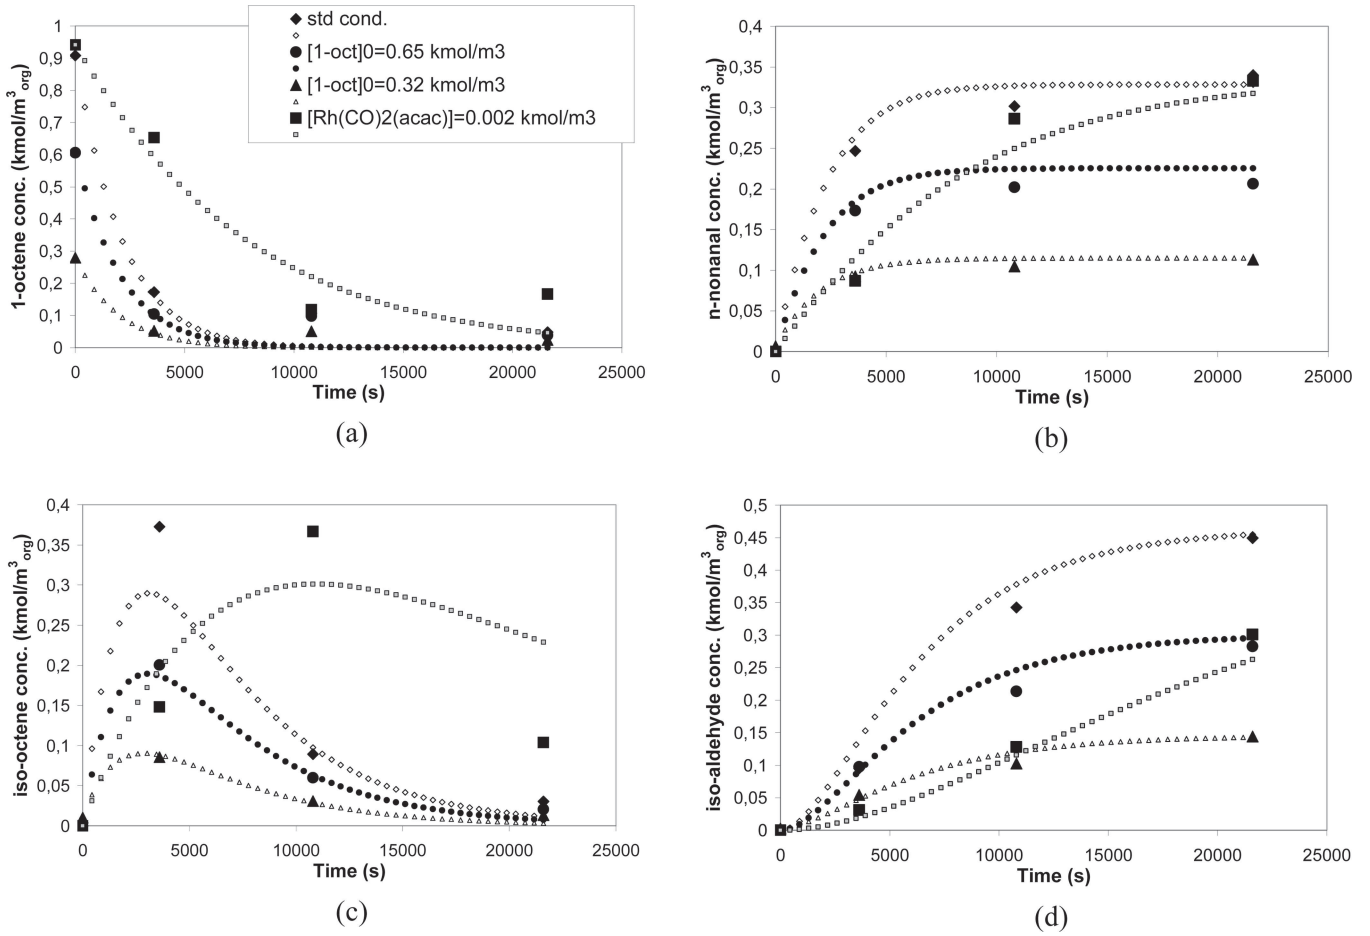 std cond.
[1-oct]0=0.65 kmol/m3
[1-oct]0=0.32 kmol/m3
[Rh(CO)2(acac)]=0.002 kmol/m3
1-octene conc. (kmol/m³org)
1
0,9
0,8
0,7
0,6
0,5
0,4
0,3
0,2
0,1
0
0 5000 10000 15000 20000 25000
Time (s)
(a)
n-nonanal conc. (kmol/m³org)
0,4
0,35
0,3
0,25
0,2
0,15
0,1
0,05
0
0 5000 10000 15000 20000 25000
Time (s)
(b)
iso-octene conc. (kmol/m³org)
0,4
0,35
0,3
0,25
0,2
0,15
0,1
0,05
0
0 5000 10000 15000 20000 25000
Time (s)
(c)
iso-aldehyde conc. (kmol/m³org)
0,5
0,45
0,4
0,35
0,3
0,25
0,2
0,15
0,1
0,05
0
0 5000 10000 15000 20000 25000
Time (s)
(d)